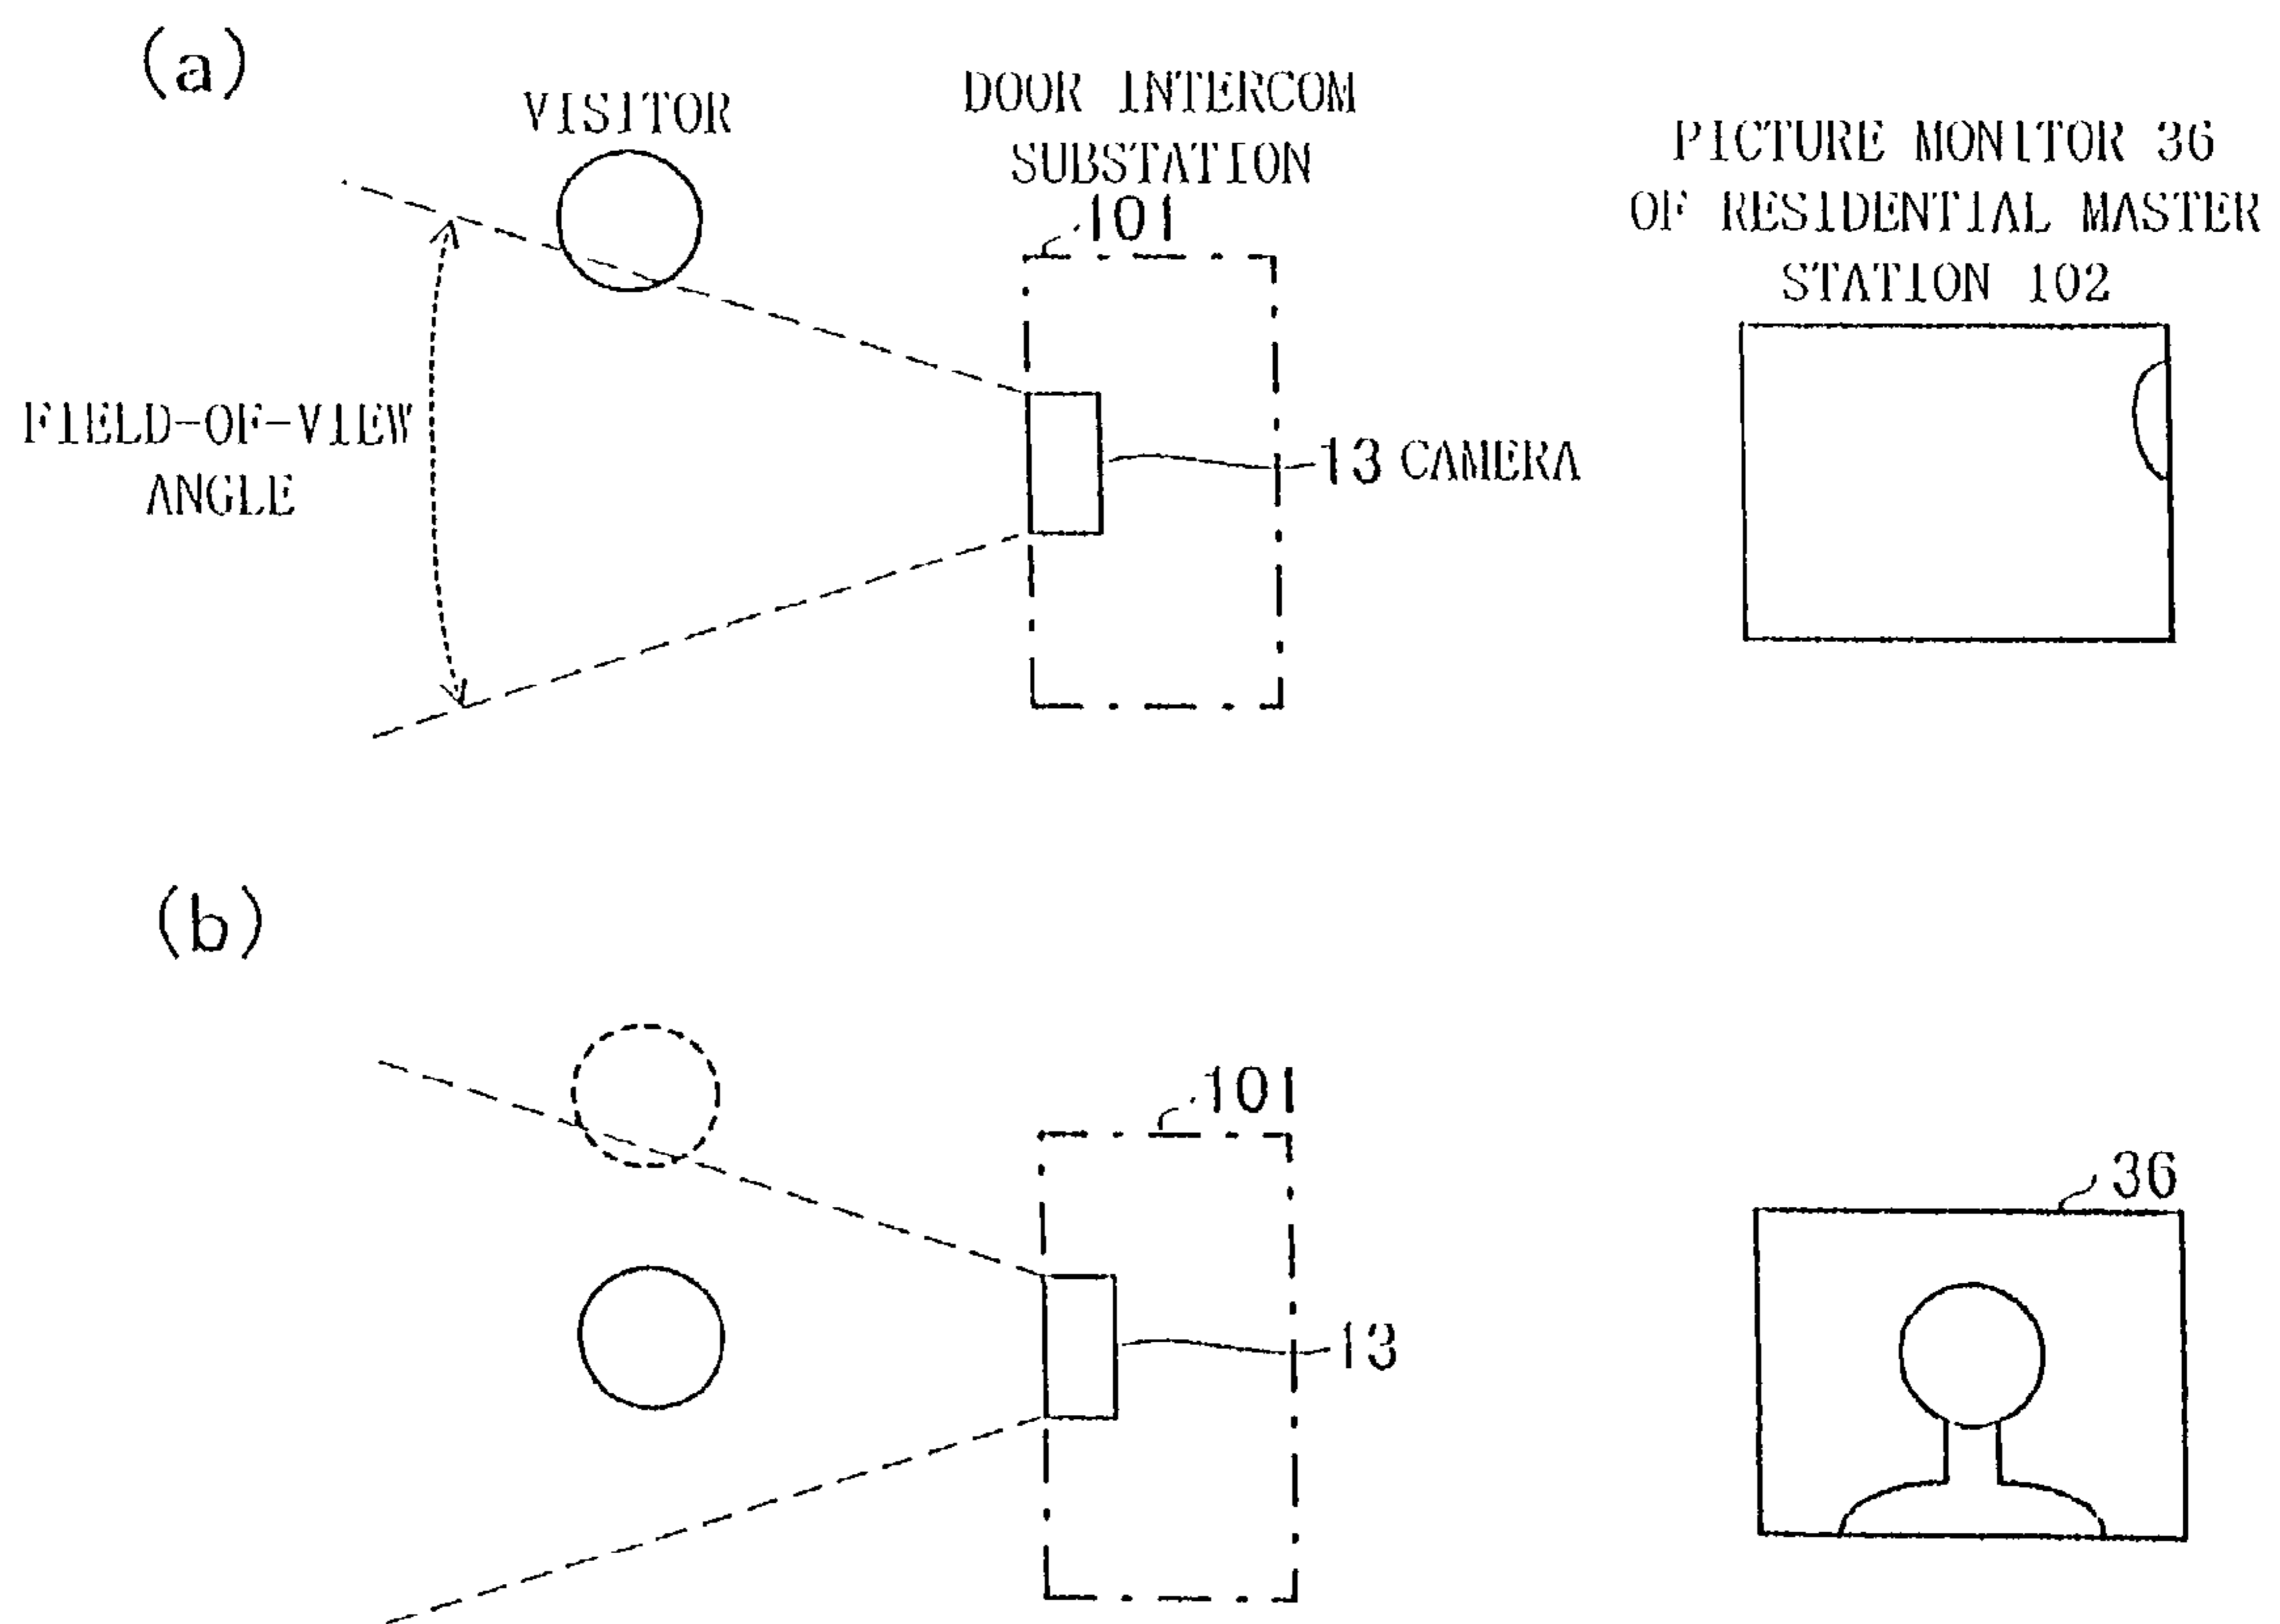 (a)
VISITOR
DOOR INTERCOM
SUBSTATION
101
PICTURE MONITOR 36
OF RESIDENTIAL MASTER
STATION 102
FIELD-OF-VIEW
ANGLE
13 CAMERA
(b)
101
36
13